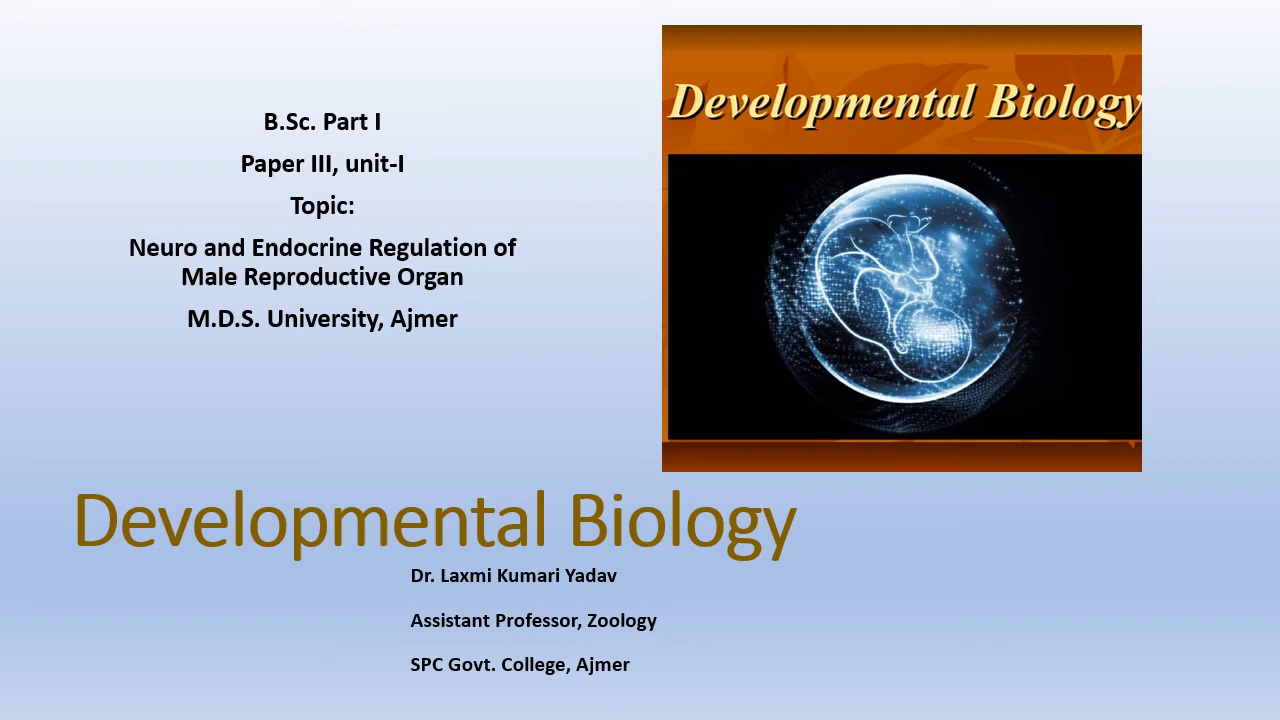 B.Sc. Part I
Paper III, unit-I
Topic:
Neuro and Endocrine Regulation of
Male Reproductive Organ
M.D.S. University, Ajmer
Developmental Biology
Developmental Biology
Dr. Laxmi Kumari Yadav
Assistant Professor, Zoology
SPC Govt. College, Ajmer